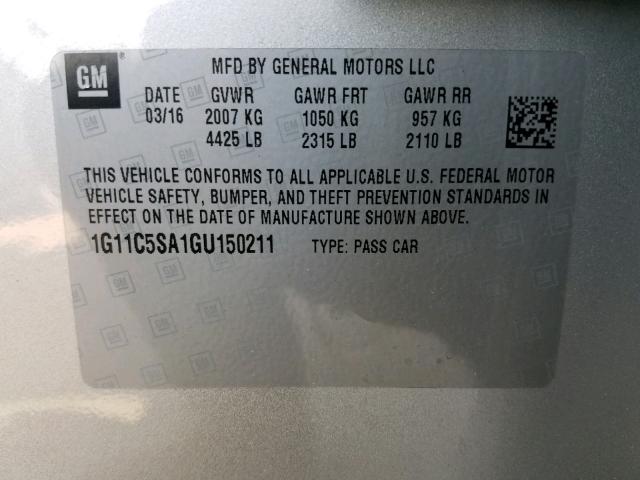 GM
MFD BY GENERAL MOTORS LLC
DATE GVWR GAWR FRT GAWR RR
03/16 2007 KG 1050 KG 957 KG
4425 LB 2315 LB 2110 LB
THIS VEHICLE CONFORMS TO ALL APPLICABLE U.S. FEDERAL MOTOR
VEHICLE SAFETY, BUMPER, AND THEFT PREVENTION STANDARDS IN
EFFECT ON THE DATE OF MANUFACTURE SHOWN ABOVE.
1G11C5SA1GU150211 TYPE: PASS CAR